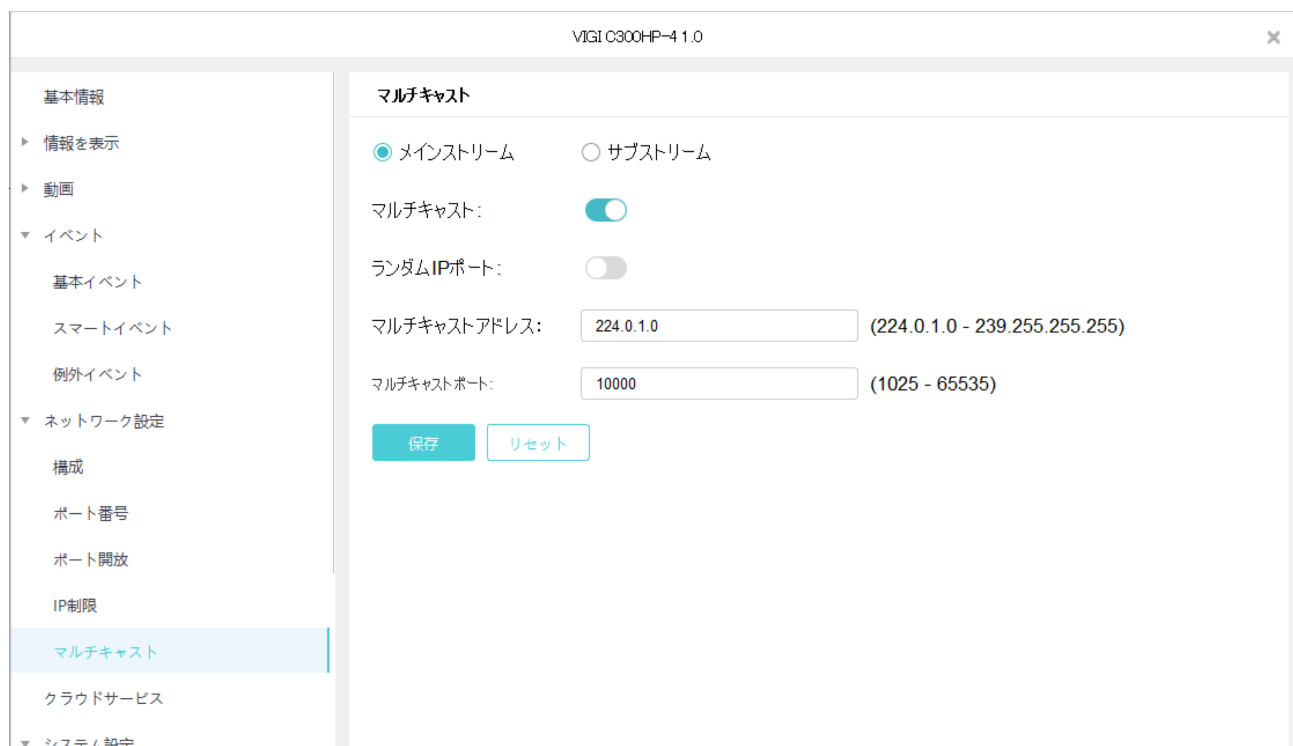 VIGI C300HP-4 1.0
基本情報
情報を表示
動画
イベント
基本イベント
スマートイベント
例外イベント
ネットワーク設定
構成
ポート番号
ポート開放
IP制限
マルチキャスト
クラウドサービス
システム設定
マルチキャスト
メインストリーム サブストリーム
マルチキャスト:
ランダムIPポート:
マルチキャストアドレス: 224.0.1.0 (224.0.1.0 - 239.255.255.255)
マルチキャストポート: 10000 (1025 - 65535)
保存 リセット